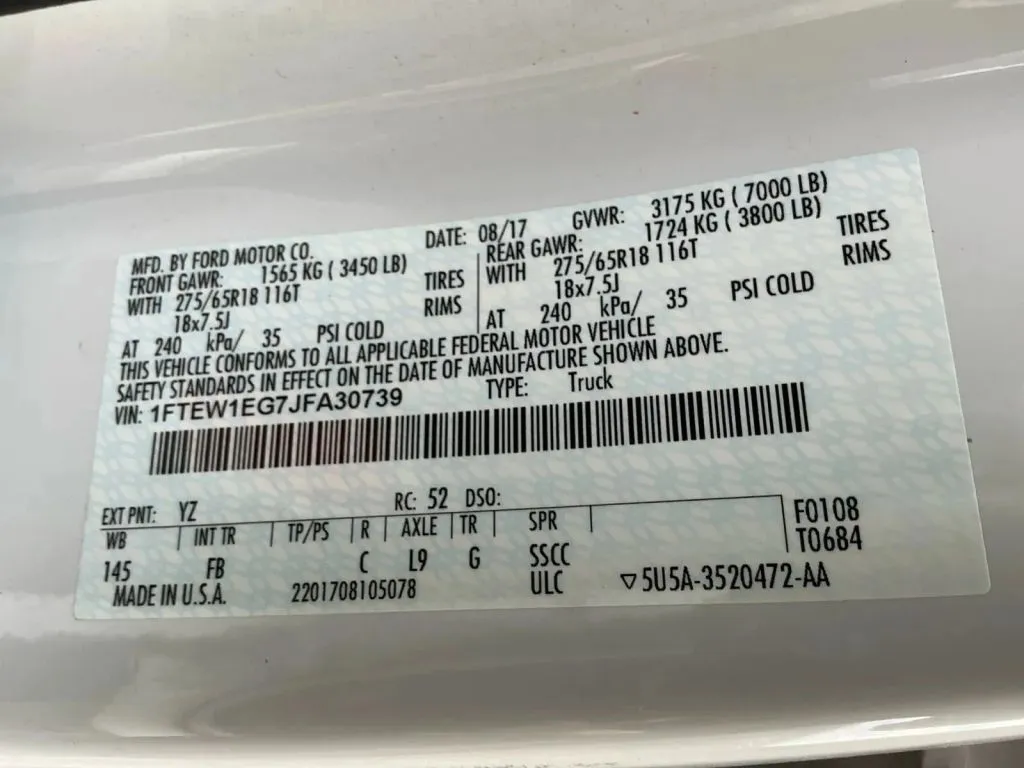 MFD. BY FORD MOTOR CO. DATE: 08/17 GVWR: 3175 KG ( 7000 LB)
FRONT GAWR: 1565 KG ( 3450 LB) REAR GAWR: 1724 KG ( 3800 LB)
WITH 275/65R18 116T TIRES WITH 275/65R18 116T TIRES
18x7.5J RIMS 18x7.5J RIMS
AT 240 kPa/ 35 PSI COLD AT 240 kPa/ 35 PSI COLD
THIS VEHICLE CONFORMS TO ALL APPLICABLE FEDERAL MOTOR VEHICLE
SAFETY STANDARDS IN EFFECT ON THE DATE OF MANUFACTURE SHOWN ABOVE.
VIN: 1FTEW1EG7JFA30739 TYPE: Truck
EXT PNT: YZ RC: 52 DSO:
WB INT TR TP/PS R AXLE TR SPR F0108
T0684
145 FB C L9 G SSCC
MADE IN U.S.A. 2201708105078 ULC ▽5U5A-3520472-AA